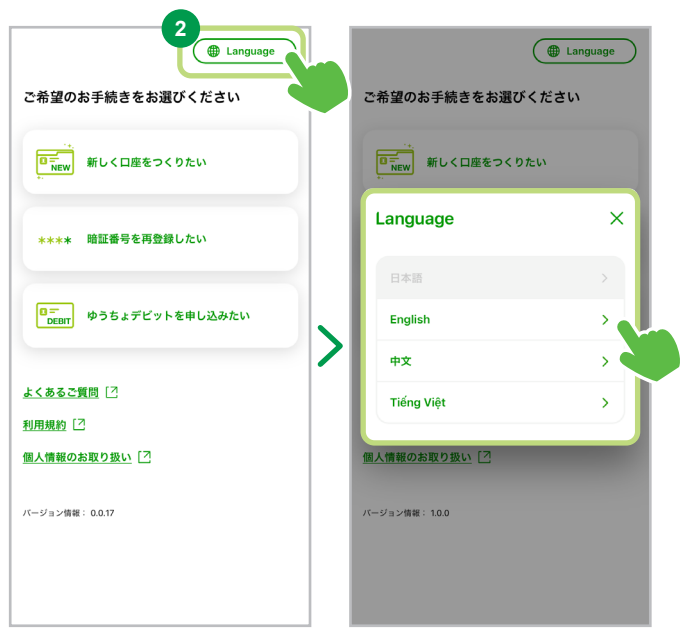 2
Language
ご希望のお手続きをお選びください
NEW
新しく口座をつくりたい
****
暗証番号を再登録したい
DEBIT
ゆうちょデビットを申し込みたい
よくあるご質問
利用規約
個人情報のお取り扱い
バージョン情報： 0.0.17
Language
ご希望のお手続きをお選びください
NEW
新しく口座をつくりたい
Language
日本語
English
中文
Tiếng Việt
個人情報のお取り扱い
バージョン情報： 1.0.0